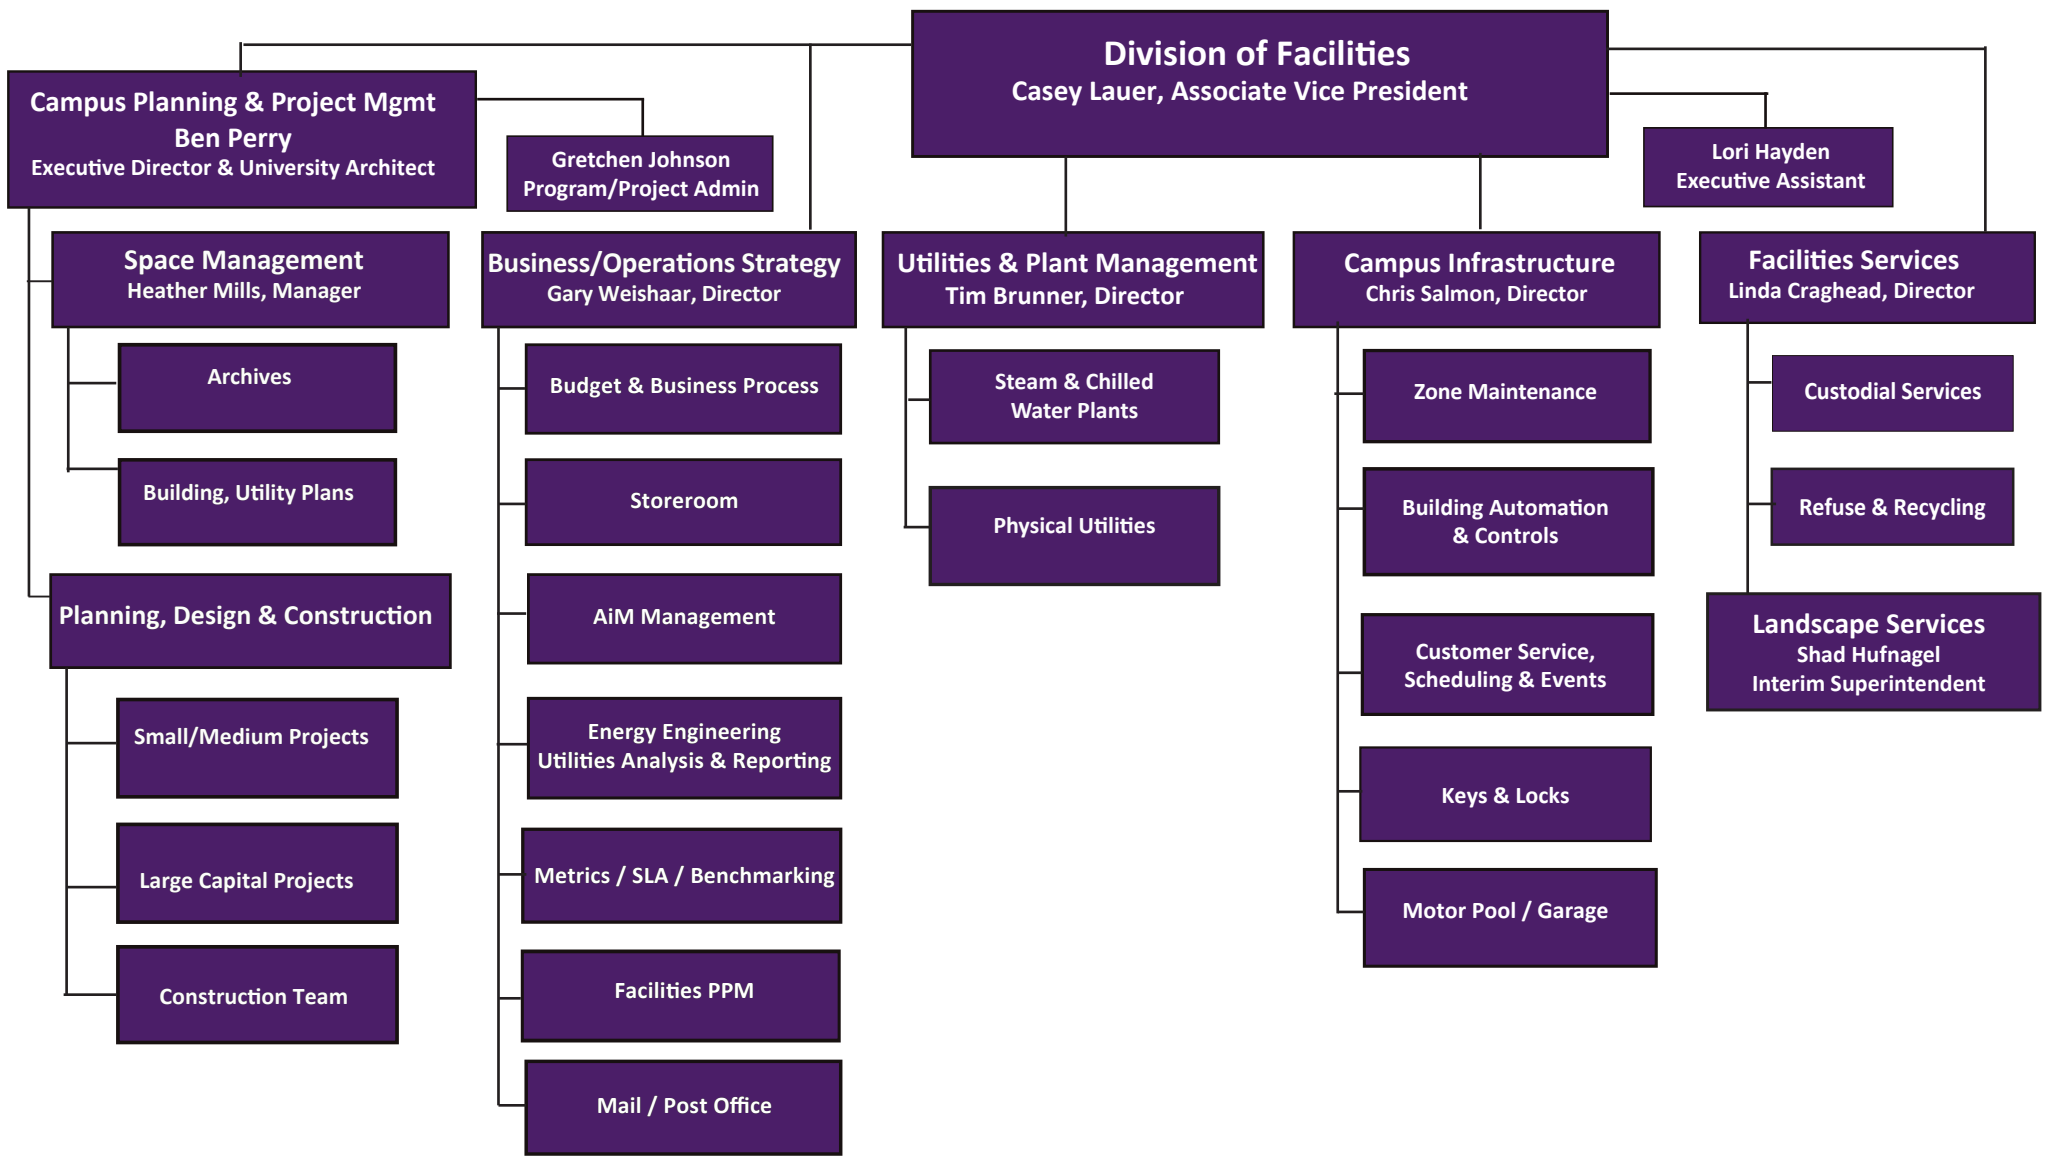 Division of Facilities
Casey Lauer, Associate Vice President
Campus Planning & Project Mgmt
Ben Perry
Executive Director & University Architect
Gretchen Johnson
Program/Project Admin
Lori Hayden
Executive Assistant
Space Management
Heather Mills, Manager
Archives
Building, Utility Plans
Planning, Design & Construction
Small/Medium Projects
Large Capital Projects
Construction Team
Business/Operations Strategy
Gary Weishaar, Director
Budget & Business Process
Storeroom
AiM Management
Energy Engineering
Utilities Analysis & Reporting
Metrics / SLA / Benchmarking
Facilities PPM
Mail / Post Office
Utilities & Plant Management
Tim Brunner, Director
Steam & Chilled
Water Plants
Physical Utilities
Campus Infrastructure
Chris Salmon, Director
Zone Maintenance
Building Automation
& Controls
Customer Service,
Scheduling & Events
Keys & Locks
Motor Pool / Garage
Facilities Services
Linda Craghead, Director
Custodial Services
Refuse & Recycling
Landscape Services
Shad Hufnagel
Interim Superintendent